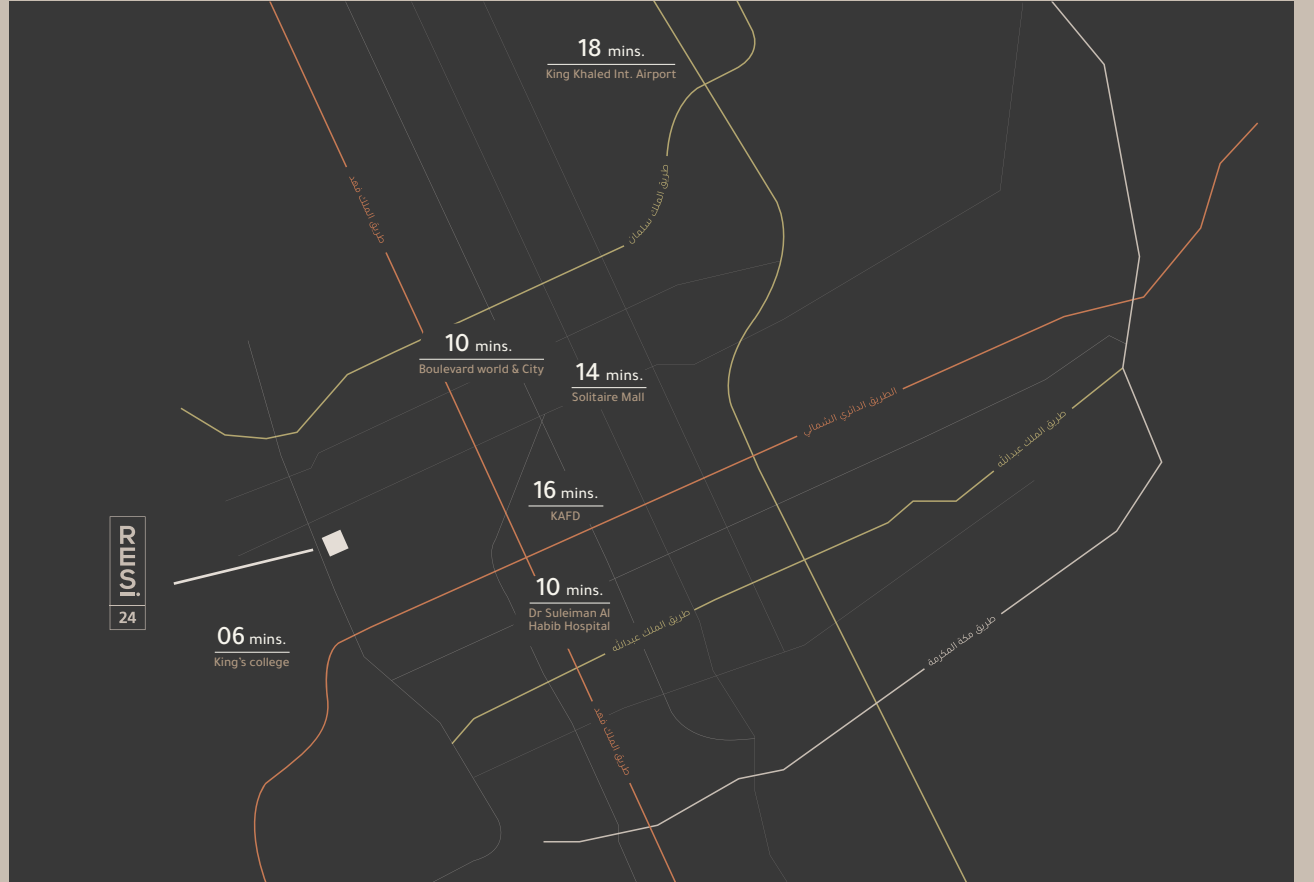 18 mins.
King Khaled Int. Airport
طريق الملك فهد
طريق الملك سلمان
10 mins.
Boulevard world & City
14 mins.
Solitaire Mall
الطريق الدائري الشمالي
طريق الملك عبدالله
16 mins.
KAFD
RES.
24
10 mins.
Dr Suleiman Al
Habib Hospital
طريق الملك عبدالله
06 mins.
King's college
طريق مكة المكرمة
طريق الملك فهد